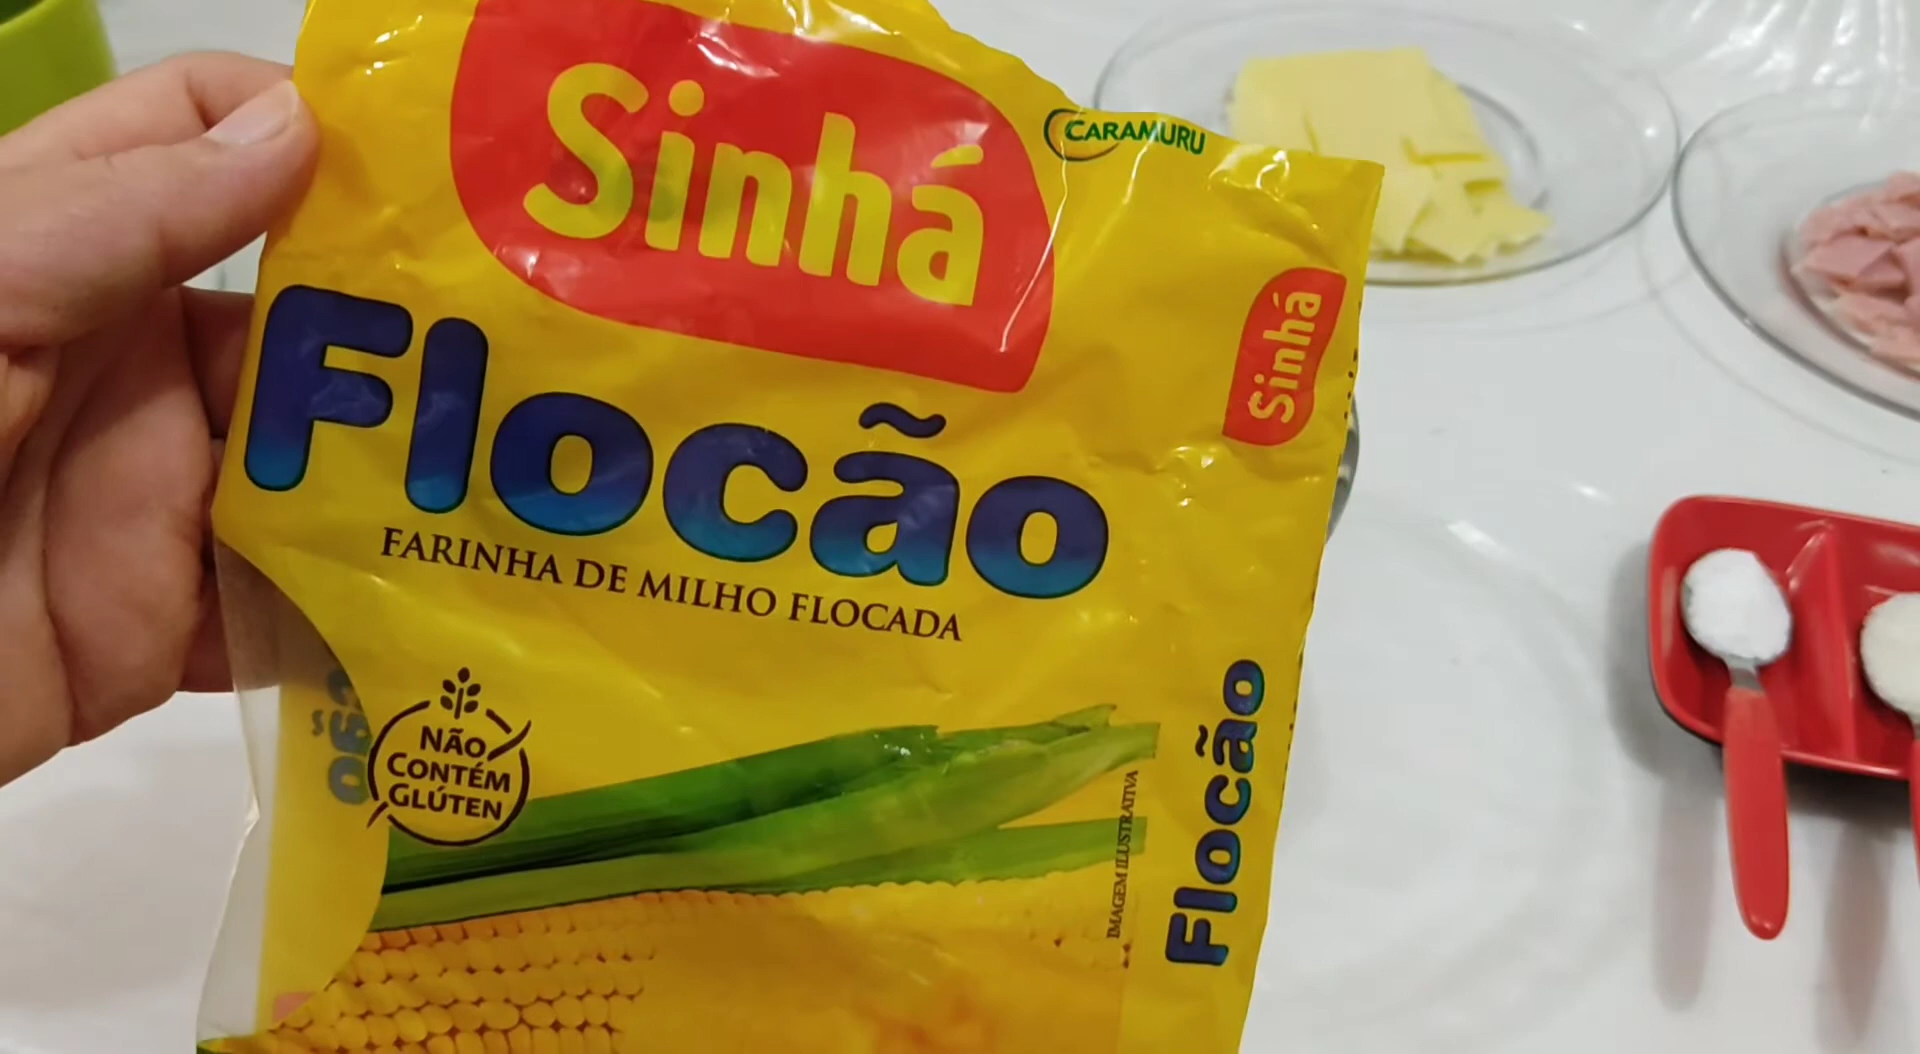 Sinhá
CARAMURU
Sinhá
Flocão
FARINHA DE MILHO FLOCADA
NÃO
CONTÉM
GLÚTEN
IMAGEM ILUSTRATIVA
Flocão